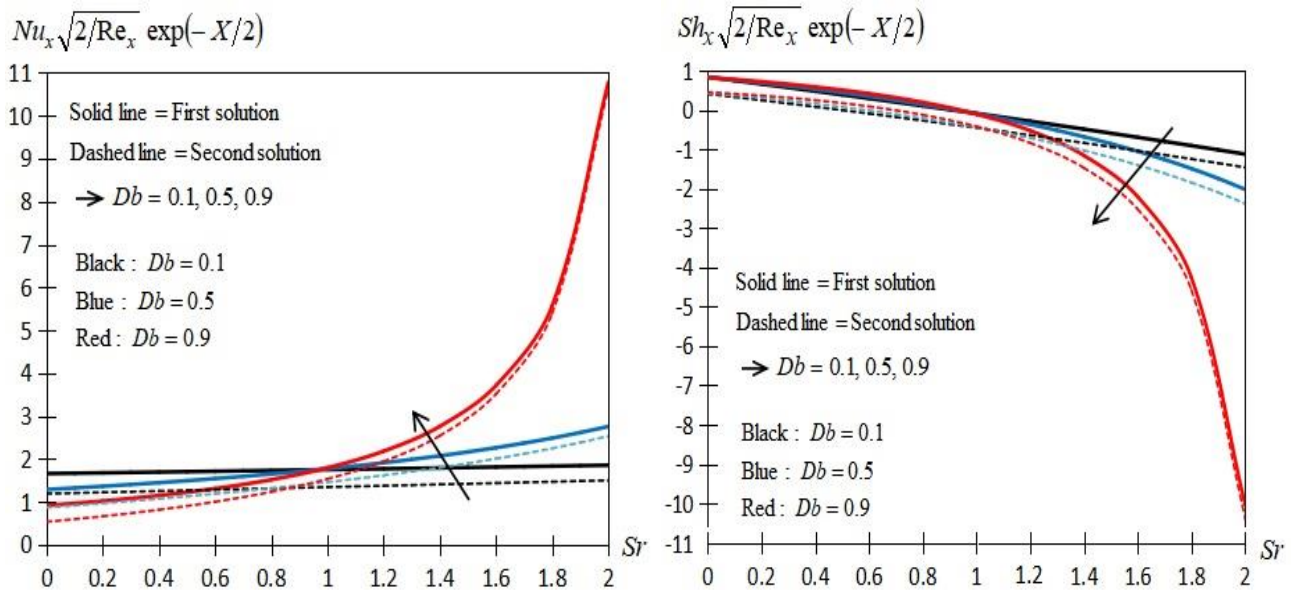 Nu_x √(2/Re_x) exp(− X/2)
11
10
9
8
7
6
5
4
3
2
1
0
Solid line = First solution
Dashed line = Second solution
→ Db = 0.1, 0.5, 0.9
Black : Db = 0.1
Blue : Db = 0.5
Red : Db = 0.9
Sr
0 0.2 0.4 0.6 0.8 1 1.2 1.4 1.6 1.8 2
Sh_x √(2/Re_X) exp(− X/2)
1
0
-1
-2
-3
-4
-5
-6
-7
-8
-9
-10
-11
Solid line = First solution
Dashed line = Second solution
→ Db = 0.1, 0.5, 0.9
Black : Db = 0.1
Blue : Db = 0.5
Red : Db = 0.9
Sr
0 0.2 0.4 0.6 0.8 1 1.2 1.4 1.6 1.8 2